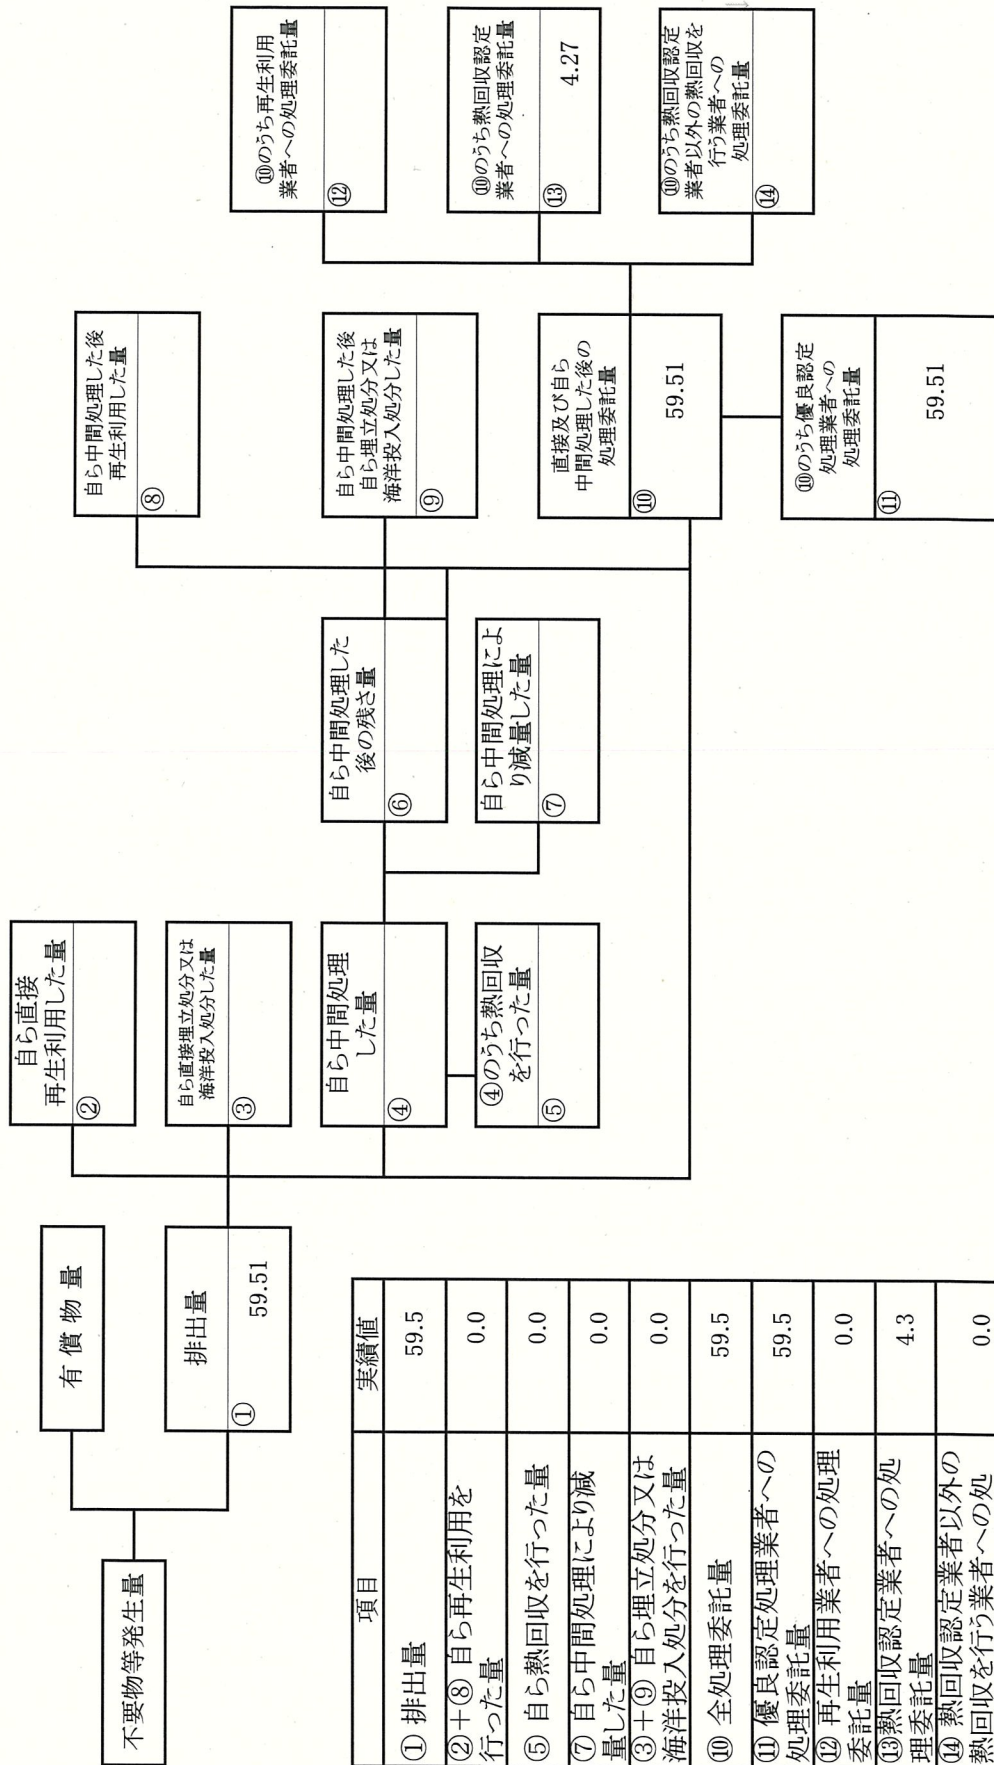 不要物等発生量
有償物量
排出量
①
59.51
自ら直接
再生利用した量
②
自ら直接埋立処分又は
海洋投入処分した量
③
自ら中間処理
した量
④
④のうち熱回収
を行った量
⑤
自ら中間処理した
後の残さ量
⑥
自ら中間処理によ
り減量した量
⑦
自ら中間処理した後
再生利用した量
⑧
自ら中間処理した後
自ら埋立処分又は
海洋投入処分した量
⑨
直接及び自ら
中間処理した後の
処理委託量
⑩
59.51
⑩のうち優良認定
処理業者への
処理委託量
⑪
59.51
⑩のうち再生利用
業者への処理委託量
⑫
⑩のうち熱回収認定
業者への処理委託量
⑬
4.27
⑩のうち熱回収認定
業者以外の熱回収を
行う業者への
処理委託量
⑭
項目 実績値
①排出量 59.5
②+⑧ 自ら再生利用を
行った量 0.0
⑤ 自ら熱回収を行った量 0.0
⑦ 自ら中間処理により減
量した量 0.0
③+⑨ 自ら埋立処分又は
海洋投入処分を行った量 0.0
⑩ 全処理委託量 59.5
⑪ 優良認定処理業者への
処理委託量 59.5
⑫ 再生利用業者への処理
委託量 0.0
⑬熱回収認定業者への処
理委託量 4.3
⑭ 熱回収認定業者以外の
熱回収を行う業者への処 0.0